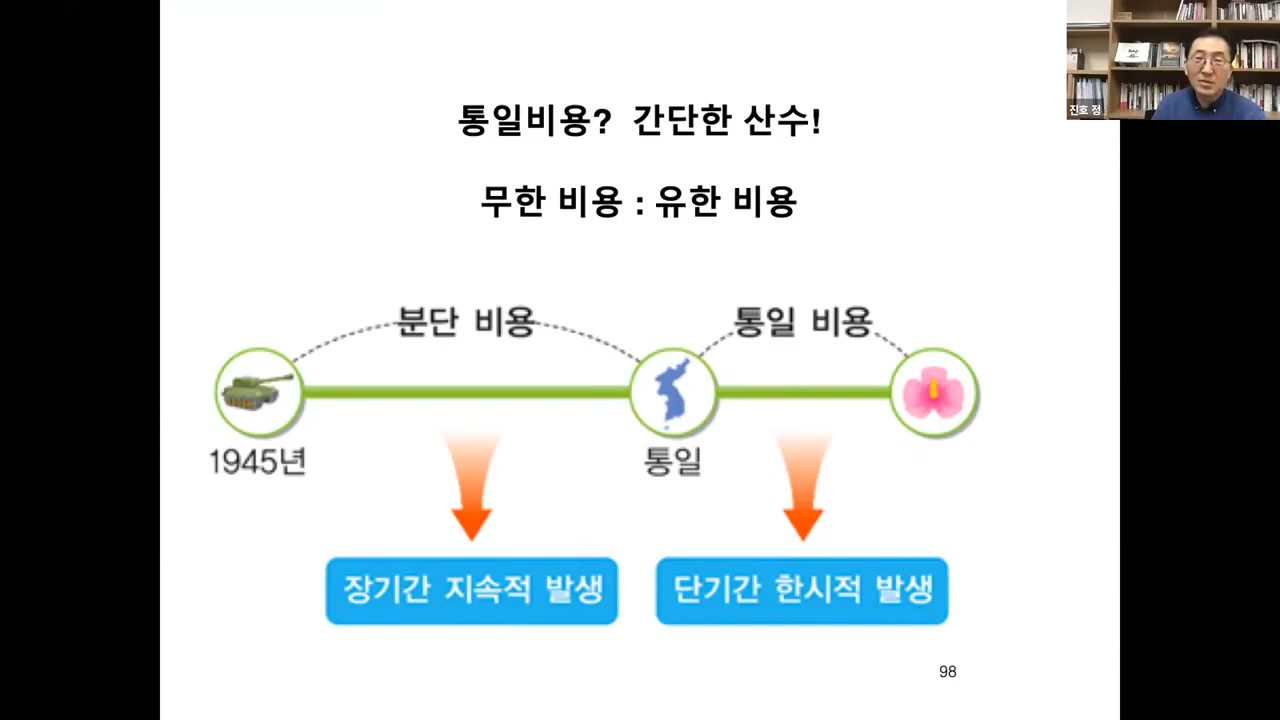 통일비용? 간단한 산수!
무한 비용 : 유한 비용
분단 비용
통일 비용
1945년
통일
장기간 지속적 발생
단기간 한시적 발생
98
진호 정